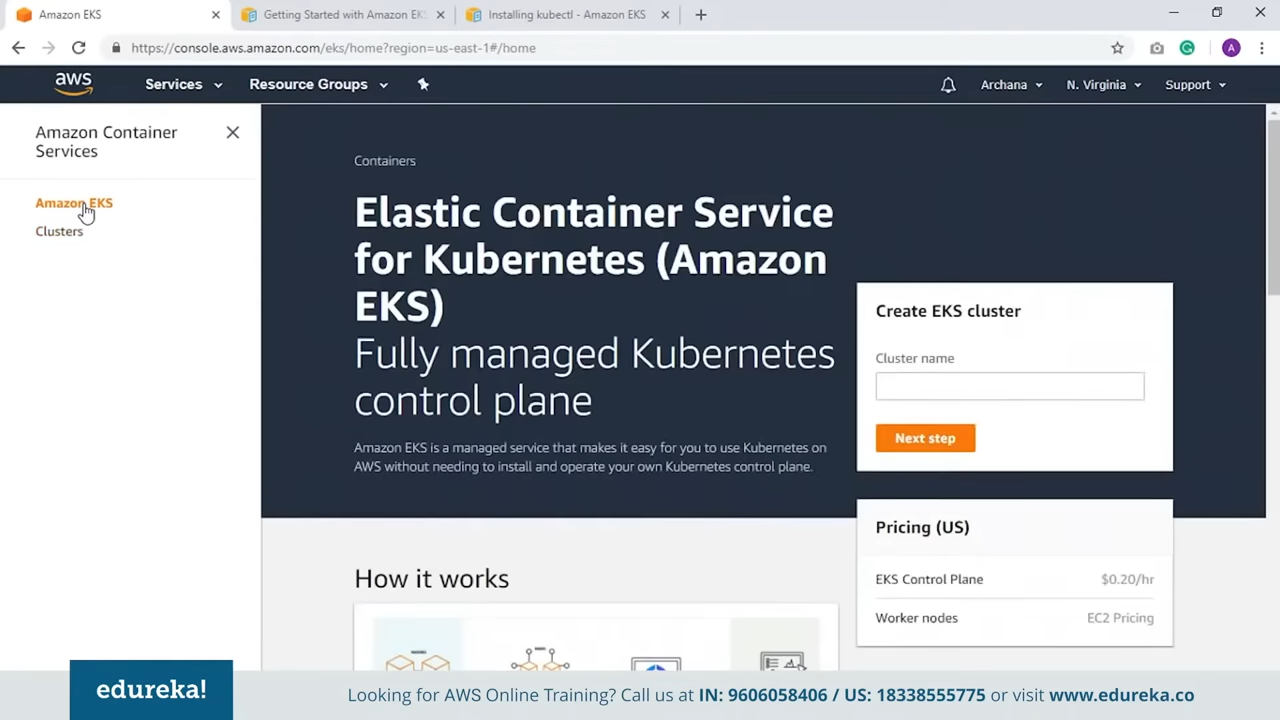 Amazon EKS
Getting Started with Amazon EKS
Installing kubectl - Amazon EKS
https://console.aws.amazon.com/eks/home?region=us-east-1#/home
A
aws
Services
Resource Groups
Archana
N. Virginia
Support
Amazon Container
Services
Amazon EKS
Clusters
Containers
Elastic Container Service
for Kubernetes (Amazon
EKS)
Fully managed Kubernetes
control plane
Amazon EKS is a managed service that makes it easy for you to use Kubernetes on
AWS without needing to install and operate your own Kubernetes control plane.
Create EKS cluster
Cluster name
Next step
Pricing (US)
EKS Control Plane $0.20/hr
Worker nodes EC2 Pricing
How it works
edureka!
Looking for AWS Online Training? Call us at IN: 9606058406 / US: 18338555775 or visit www.edureka.co